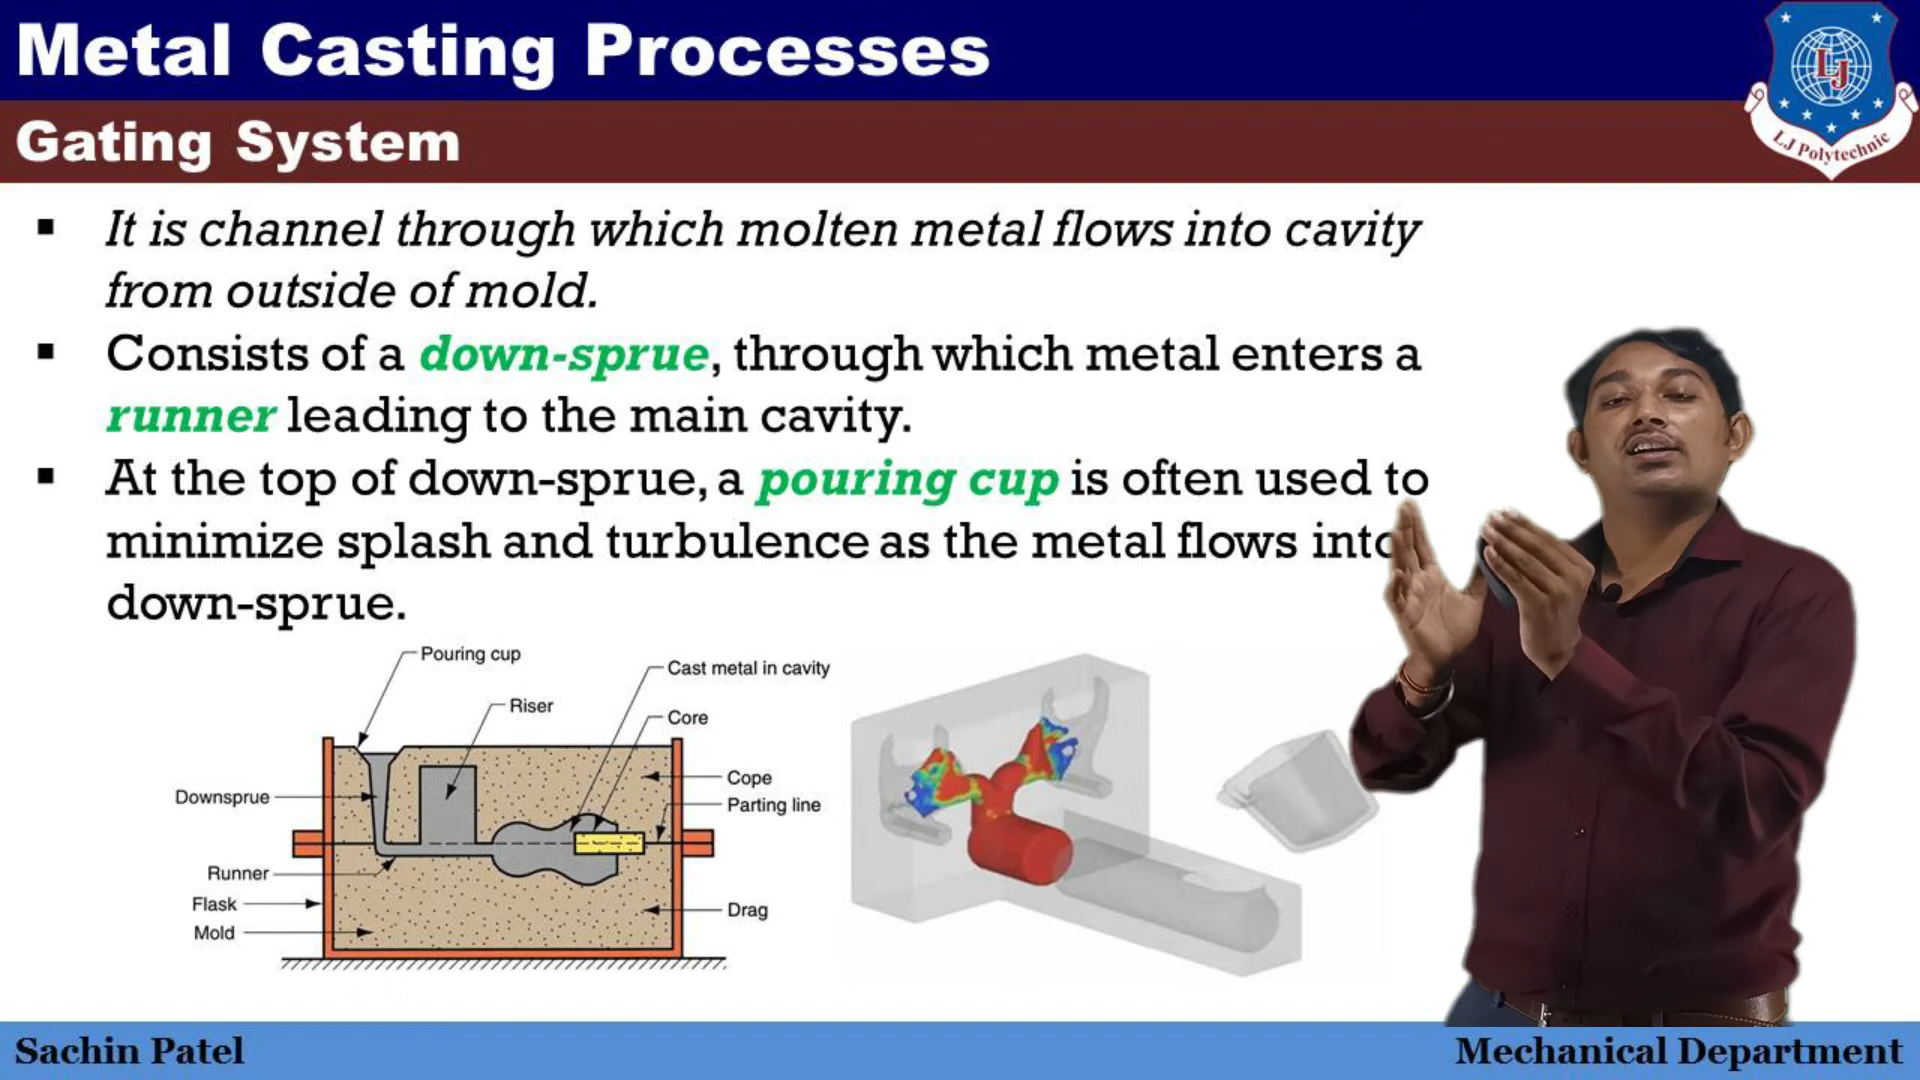 Metal Casting Processes
Gating System
LJ
LJ Polytechnic
It is channel through which molten metal flows into cavity
from outside of mold.
Consists of a down-sprue, through which metal enters a
runner leading to the main cavity.
At the top of down-sprue, a pouring cup is often used to
minimize splash and turbulence as the metal flows into
down-sprue.
Pouring cup
Cast metal in cavity
Riser
Core
Cope
Downsprue
Parting line
Runner
Flask
Drag
Mold
Sachin Patel
Mechanical Department